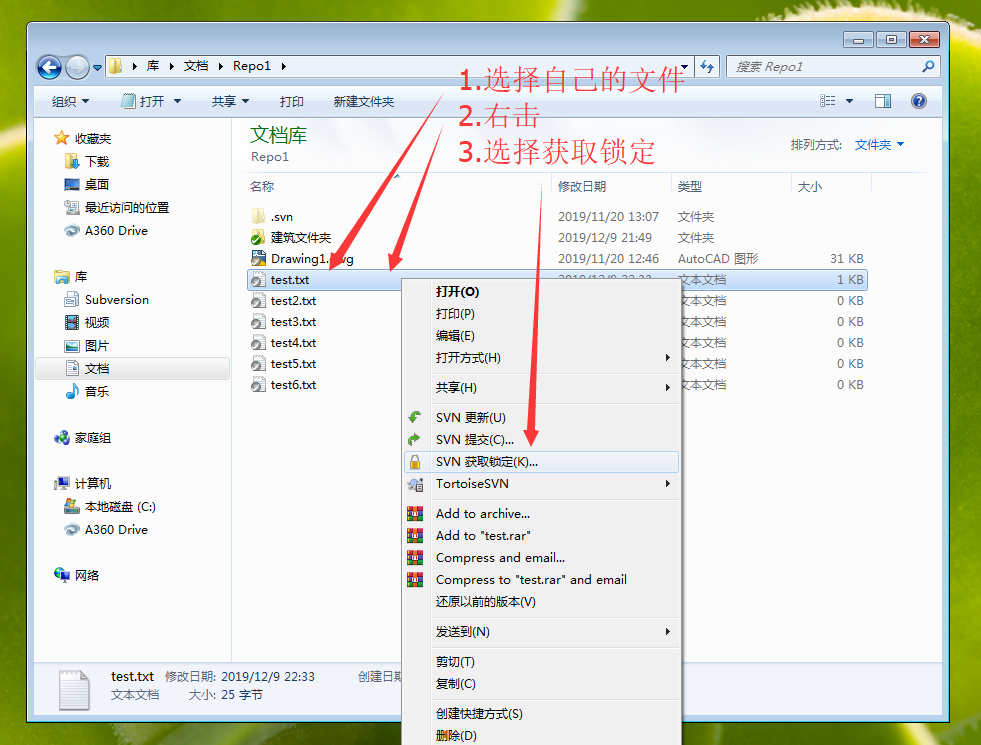 库 文档 Repo1
搜索 Repo1
1.选择自己的文件
2.右击
3.选择获取锁定
组织 打开 共享 打印 新建文件夹
文档库
Repo1
排列方式: 文件夹
名称 修改日期 类型 大小
.svn 2019/11/20 13:07 文件夹
建筑文件夹 2019/12/9 21:49 文件夹
Drawing1.dwg 2019/11/20 12:46 AutoCAD 图形 31 KB
test.txt 文本文档 1 KB
test2.txt 文本文档 0 KB
test3.txt 文本文档 0 KB
test4.txt 文本文档 0 KB
test5.txt 文本文档 0 KB
test6.txt 文本文档 0 KB
收藏夹
下载
桌面
最近访问的位置
A360 Drive
库
Subversion
视频
图片
文档
音乐
家庭组
计算机
本地磁盘 (C:)
A360 Drive
网络
打开(O)
打印(P)
编辑(E)
打开方式(H)
共享(H)
SVN 更新(U)
SVN 提交(C)...
SVN 获取锁定(K)...
TortoiseSVN
Add to archive...
Add to "test.rar"
Compress and email...
Compress to "test.rar" and email
还原以前的版本(V)
发送到(N)
剪切(T)
复制(C)
创建快捷方式(S)
删除(D)
test.txt 修改日期: 2019/12/9 22:33 创建日期
文本文档 大小: 25 字节